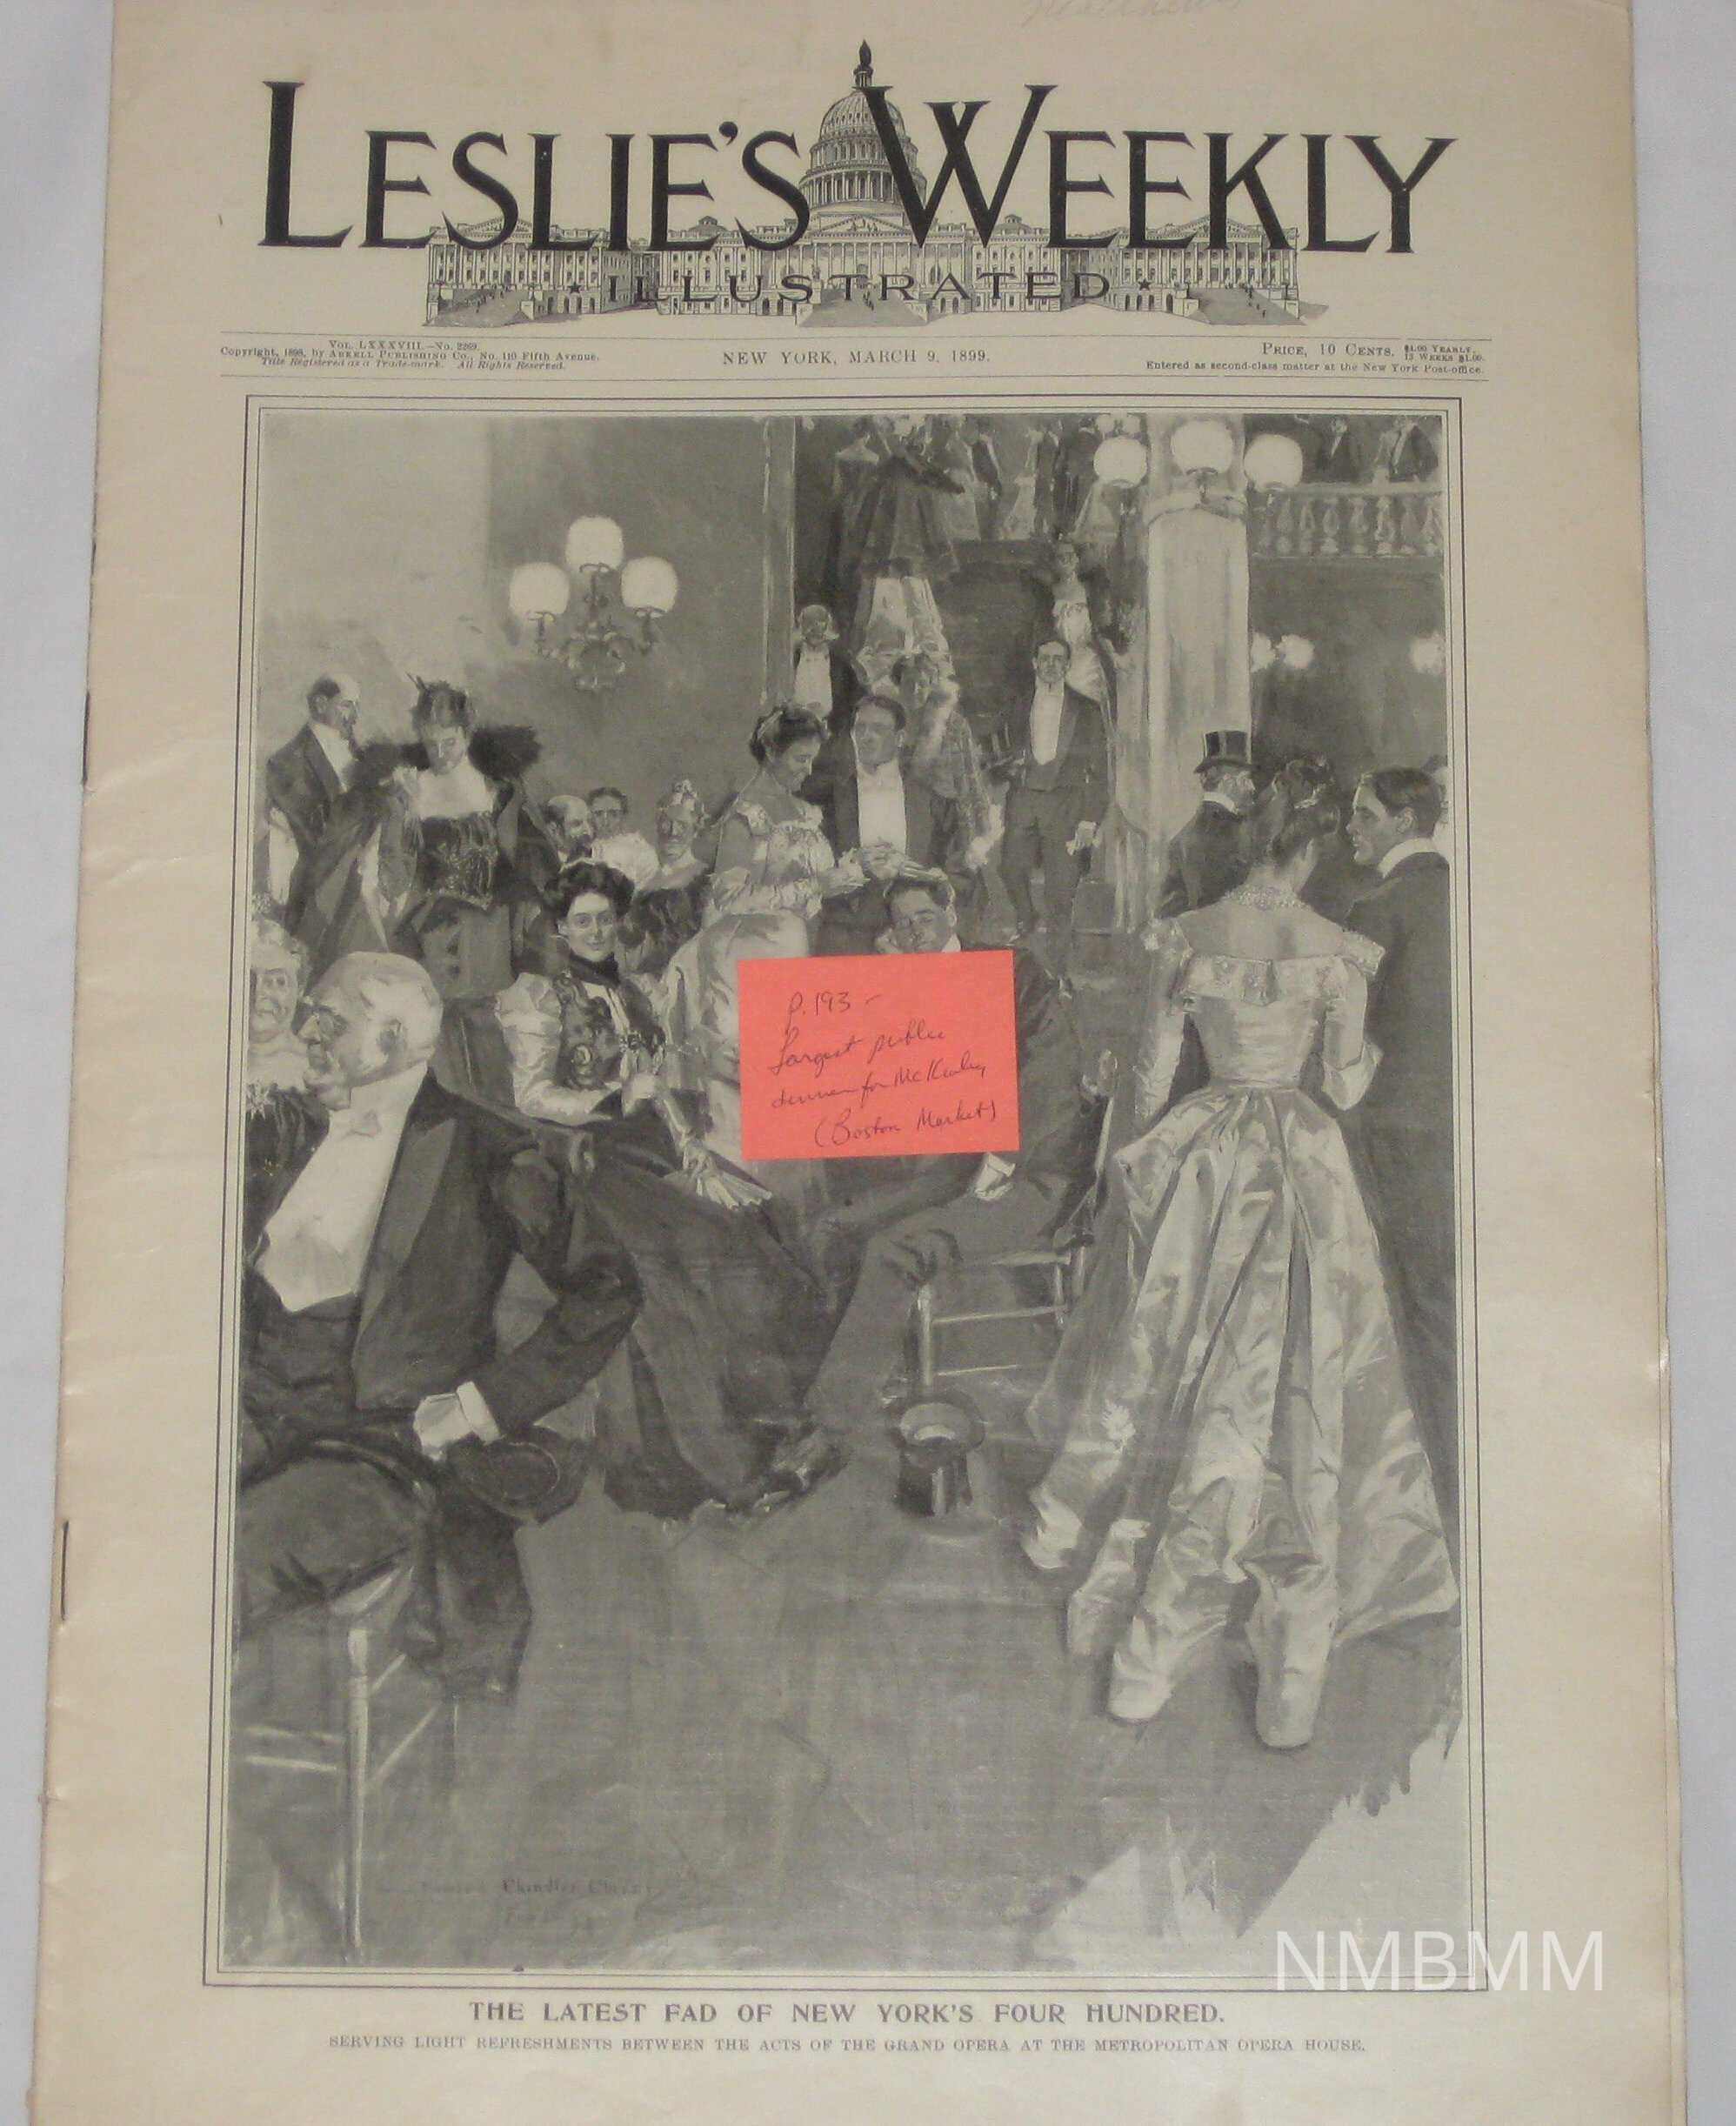 LESLIE'S WEEKLY
★ ILLUSTRATED ★
VOL. LXXXVIII.—No. 2269.
Copyright, 1898, by ARKELL PUBLISHING CO., No. 110 Fifth Avenue.
Title Registered as a Trade-mark. All Rights Reserved.
NEW YORK, MARCH 9, 1899.
PRICE, 10 CENTS. $4.00 YEARLY.
13 WEEKS $1.00.
Entered as second-class matter at the New York Post-office.
p. 193 –
Largest public
dinner for McKinley
(Boston Market)
Chandler
NMBMM
THE LATEST FAD OF NEW YORK'S FOUR HUNDRED.
SERVING LIGHT REFRESHMENTS BETWEEN THE ACTS OF THE GRAND OPERA AT THE METROPOLITAN OPERA HOUSE.